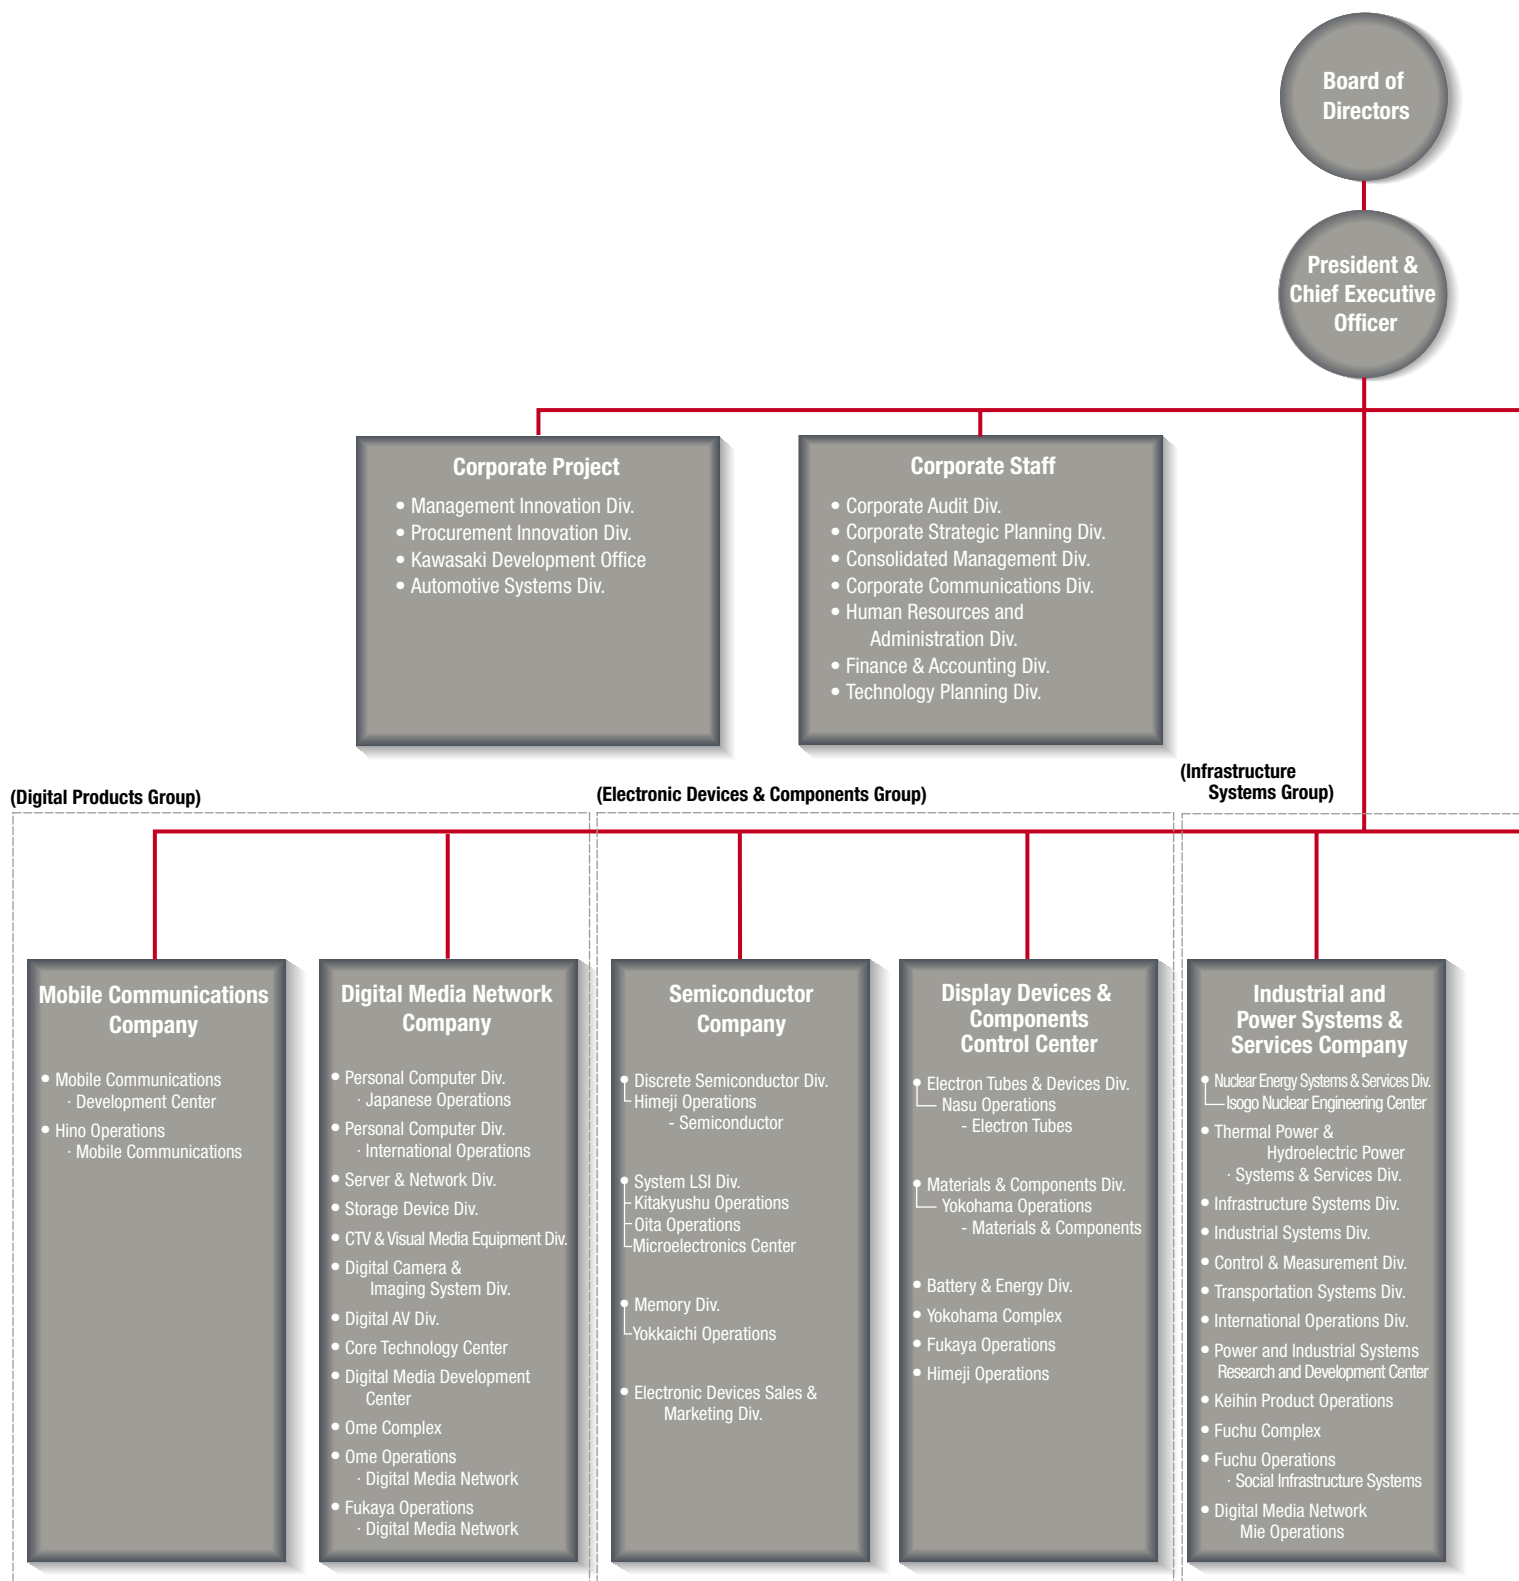 Board of
Directors
President &
Chief Executive
Officer
Corporate Project
• Management Innovation Div.
• Procurement Innovation Div.
• Kawasaki Development Office
• Automotive Systems Div.
Corporate Staff
• Corporate Audit Div.
• Corporate Strategic Planning Div.
• Consolidated Management Div.
• Corporate Communications Div.
• Human Resources and
Administration Div.
• Finance & Accounting Div.
• Technology Planning Div.
(Digital Products Group)
(Electronic Devices & Components Group)
(Infrastructure
Systems Group)
Mobile Communications
Company
• Mobile Communications
· Development Center
• Hino Operations
· Mobile Communications
Digital Media Network
Company
• Personal Computer Div.
· Japanese Operations
• Personal Computer Div.
· International Operations
• Server & Network Div.
• Storage Device Div.
• CTV & Visual Media Equipment Div.
• Digital Camera &
Imaging System Div.
• Digital AV Div.
• Core Technology Center
• Digital Media Development
Center
• Ome Complex
• Ome Operations
· Digital Media Network
• Fukaya Operations
· Digital Media Network
Semiconductor
Company
• Discrete Semiconductor Div.
Himeji Operations
- Semiconductor
• System LSI Div.
Kitakyushu Operations
Oita Operations
Microelectronics Center
• Memory Div.
Yokkaichi Operations
• Electronic Devices Sales &
Marketing Div.
Display Devices &
Components
Control Center
• Electron Tubes & Devices Div.
Nasu Operations
- Electron Tubes
• Materials & Components Div.
Yokohama Operations
- Materials & Components
• Battery & Energy Div.
• Yokohama Complex
• Fukaya Operations
• Himeji Operations
Industrial and
Power Systems &
Services Company
• Nuclear Energy Systems & Services Div.
Isogo Nuclear Engineering Center
• Thermal Power &
Hydroelectric Power
· Systems & Services Div.
• Infrastructure Systems Div.
• Industrial Systems Div.
• Control & Measurement Div.
• Transportation Systems Div.
• International Operations Div.
• Power and Industrial Systems
Research and Development Center
• Keihin Product Operations
• Fuchu Complex
• Fuchu Operations
· Social Infrastructure Systems
• Digital Media Network
Mie Operations